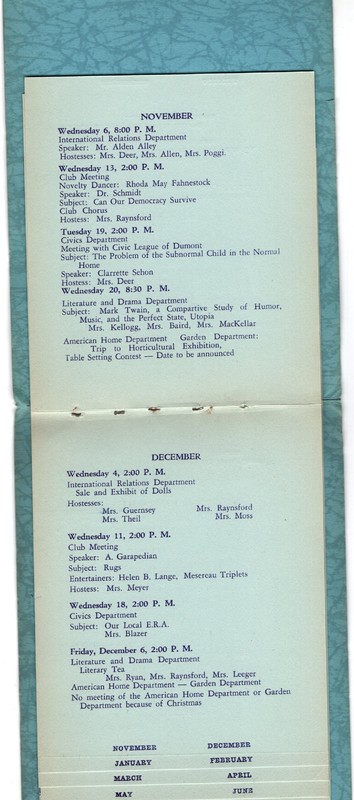 NOVEMBER
Wednesday 6, 8:00 P. M.
International Relations Department
Speaker: Mr. Alden Alley
Hostesses: Mrs. Deer, Mrs. Allen, Mrs. Poggi.
Wednesday 13, 2:00 P. M.
Club Meeting
Novelty Dancer: Rhoda May Fahnestock
Speaker: Dr. Schmidt
Subject: Can Our Democracy Survive
Club Chorus
Hostess: Mrs. Raynsford
Tuesday 19, 2:00 P. M.
Civics Department
Meeting with Civic League of Dumont
Subject: The Problem of the Subnormal Child in the Normal
Home
Speaker: Clarrette Sehon
Hostess: Mrs. Deer
Wednesday 20, 8:30 P. M.
Literature and Drama Department
Subject: Mark Twain, a Compartive Study of Humor,
Music, and the Perfect State, Utopia
Mrs. Kellogg, Mrs. Baird, Mrs. MacKellar
American Home Department Garden Department:
Trip to Horticultural Exhibition,
Table Setting Contest — Date to be announced
DECEMBER
Wednesday 4, 2:00 P. M.
International Relations Department
Sale and Exhibit of Dolls
Hostesses:
Mrs. Guernsey Mrs. Raynsford
Mrs. Theil Mrs. Moss
Wednesday 11, 2:00 P. M.
Club Meeting
Speaker: A. Garapedian
Subject: Rugs
Entertainers: Helen B. Lange, Mesereau Triplets
Hostess: Mrs. Meyer
Wednesday 18, 2:00 P. M.
Civics Department
Subject: Our Local E.R.A.
Mrs. Blazer
Friday, December 6, 2:00 P. M.
Literature and Drama Department
Literary Tea
Mrs. Ryan, Mrs. Raynsford, Mrs. Leeger
American Home Department — Garden Department
No meeting of the American Home Department or Garden
Department because of Christmas
NOVEMBER DECEMBER
JANUARY FEBRUARY
MARCH APRIL
MAY JUNE